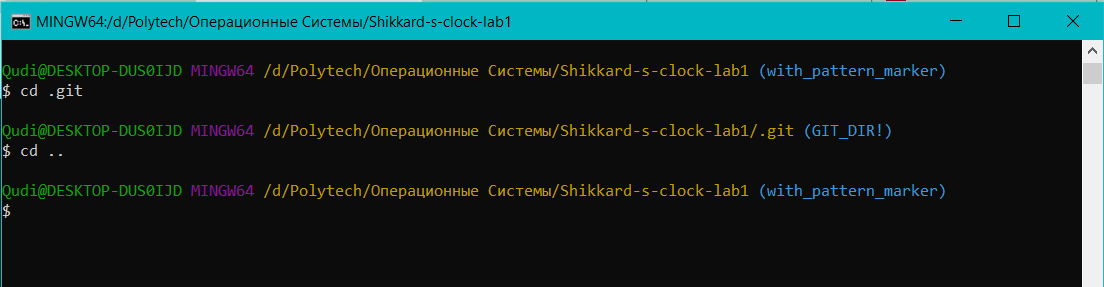 MINGW64:/d/Polytech/Операционные Системы/Shikkard-s-clock-lab1
Qudi@DESKTOP-DUS0IJD MINGW64 /d/Polytech/Операционные Системы/Shikkard-s-clock-lab1 (with_pattern_marker)
$ cd .git
Qudi@DESKTOP-DUS0IJD MINGW64 /d/Polytech/Операционные Системы/Shikkard-s-clock-lab1/.git (GIT_DIR!)
$ cd ..
Qudi@DESKTOP-DUS0IJD MINGW64 /d/Polytech/Операционные Системы/Shikkard-s-clock-lab1 (with_pattern_marker)
$